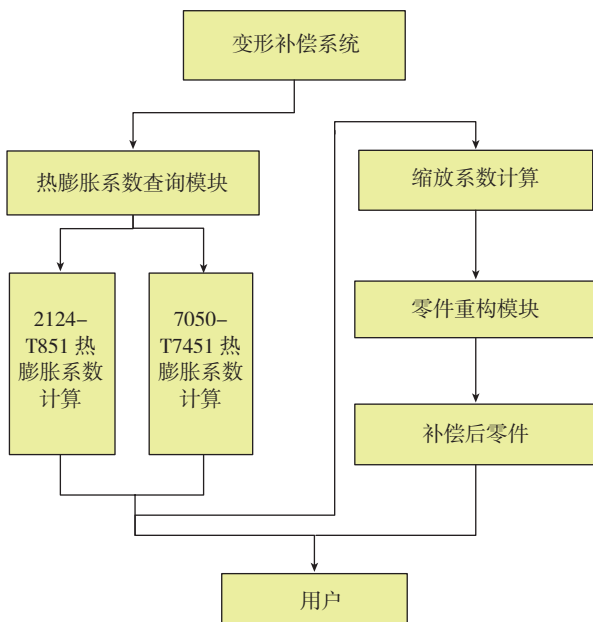 变形补偿系统
热膨胀系数查询模块
2124-
T851 热
膨胀系数
计算
7050-
T7451 热
膨胀系数
计算
缩放系数计算
零件重构模块
补偿后零件
用户